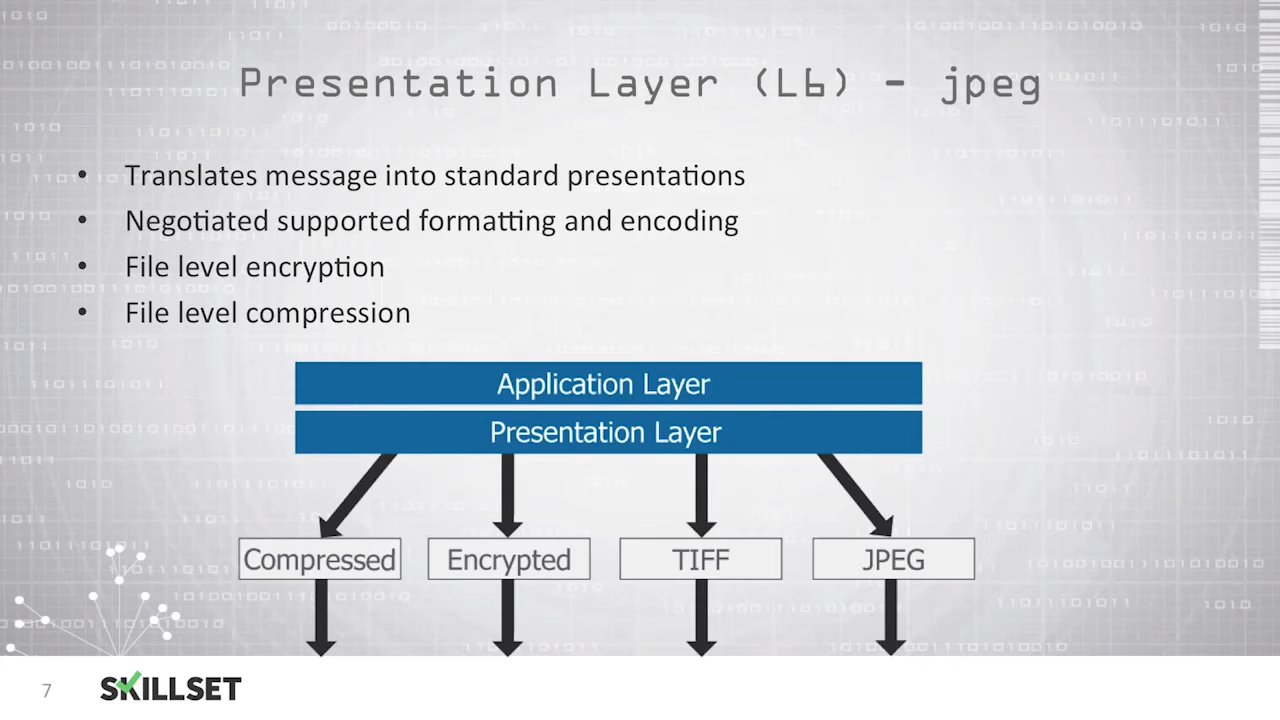 Presentation Layer (L6) - jpeg
• Translates message into standard presentations
• Negotiated supported formatting and encoding
• File level encryption
• File level compression
Application Layer
Presentation Layer
Compressed Encrypted TIFF JPEG
7 SKILLSET